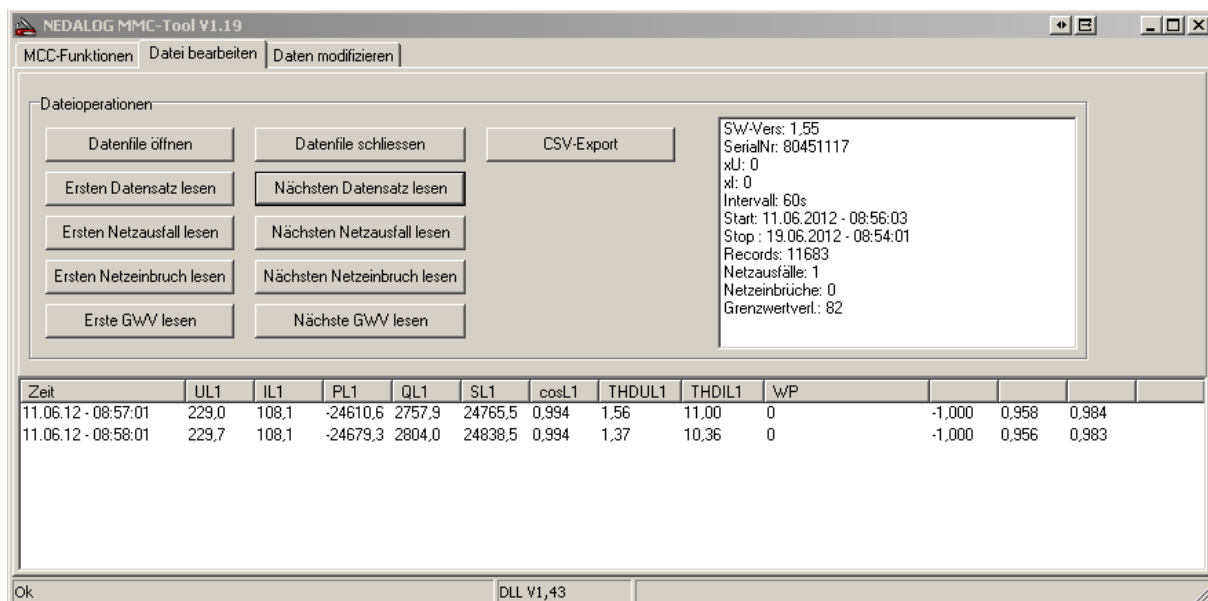 NEDALOG MMC-Tool V1.19
MCC-Funktionen Datei bearbeiten Daten modifizieren
Dateioperationen
Datenfile öffnen Datenfile schliessen CSV-Export
Ersten Datensatz lesen Nächsten Datensatz lesen
Ersten Netzausfall lesen Nächsten Netzausfall lesen
Ersten Netzeinbruch lesen Nächsten Netzeinbruch lesen
Erste GWV lesen Nächste GWV lesen
SW-Vers: 1,55
SerialNr: 80451117
xU: 0
xI: 0
Intervall: 60s
Start: 11.06.2012 - 08:56:03
Stop : 19.06.2012 - 08:54:01
Records: 11683
Netzausfälle: 1
Netzeinbrüche: 0
Grenzwertverl.: 82
Zeit UL1 IL1 PL1 QL1 SL1 cosL1 THDUL1 THDIL1 WP
11.06.12 - 08:57:01 229,0 108,1 -24610,6 2757,9 24765,5 0,994 1,56 11,00 0 -1,000 0,958 0,984
11.06.12 - 08:58:01 229,7 108,1 -24679,3 2804,0 24838,5 0,994 1,37 10,36 0 -1,000 0,956 0,983
Ok DLL V1,43